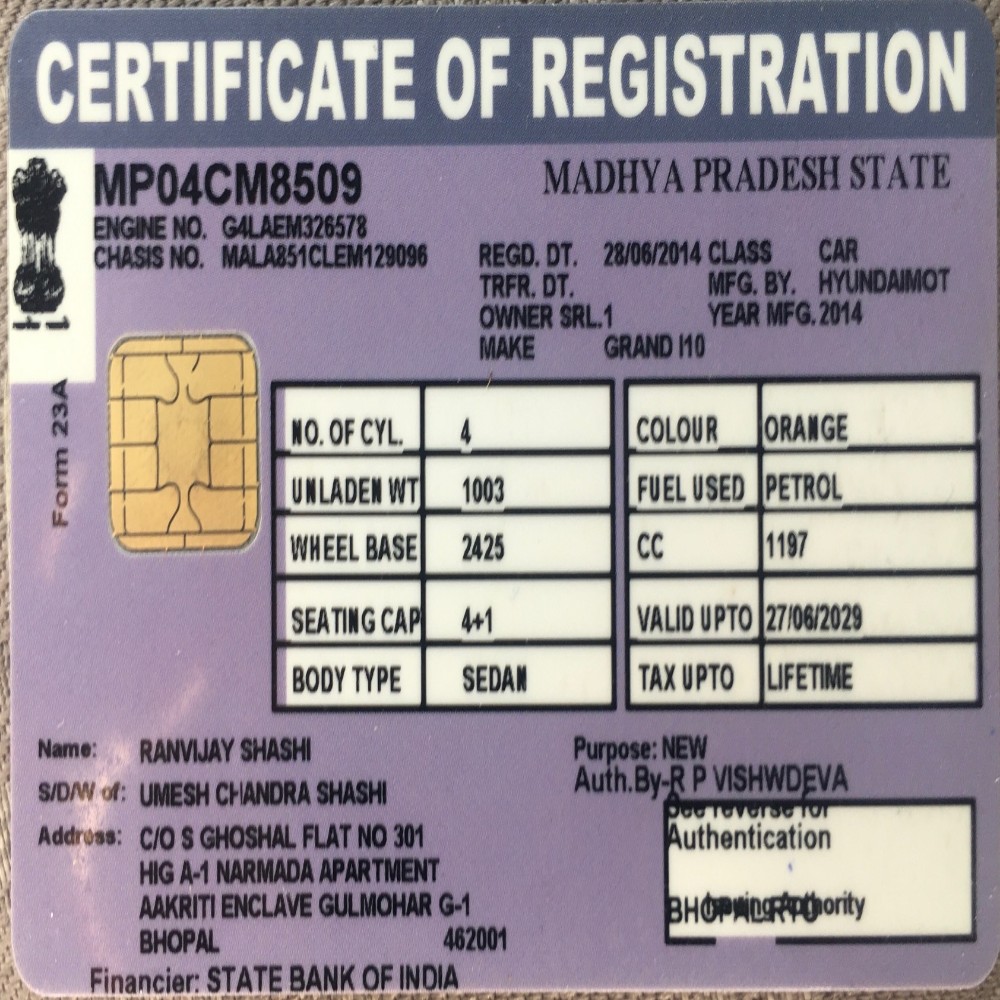 CERTIFICATE OF REGISTRATION
MP04CM8509
MADHYA PRADESH STATE
ENGINE NO. G4LAEM326578
CHASIS NO. MALA851CLEM129096
REGD. DT. 28/06/2014 CLASS CAR
TRFR. DT. MFG. BY. HYUNDAIMOT
OWNER SRL.1 YEAR MFG.2014
MAKE GRAND I10
Form 23A
NO. OF CYL. 4 COLOUR ORANGE
UNLADEN WT 1003 FUEL USED PETROL
WHEEL BASE 2425 CC 1197
SEATING CAP 4+1 VALID UPTO 27/06/2029
BODY TYPE SEDAN TAX UPTO LIFETIME
Name: RANVIJAY SHASHI
S/D/W of: UMESH CHANDRA SHASHI
Address: C/O S GHOSHAL FLAT NO 301
HIG A-1 NARMADA APARTMENT
AAKRITI ENCLAVE GULMOHAR G-1
BHOPAL 462001
Financier: STATE BANK OF INDIA
Purpose: NEW
Auth.By-R P VISHWDEVA
See reverse for
Authentication
BHOPAL RTO
Issuing Authority